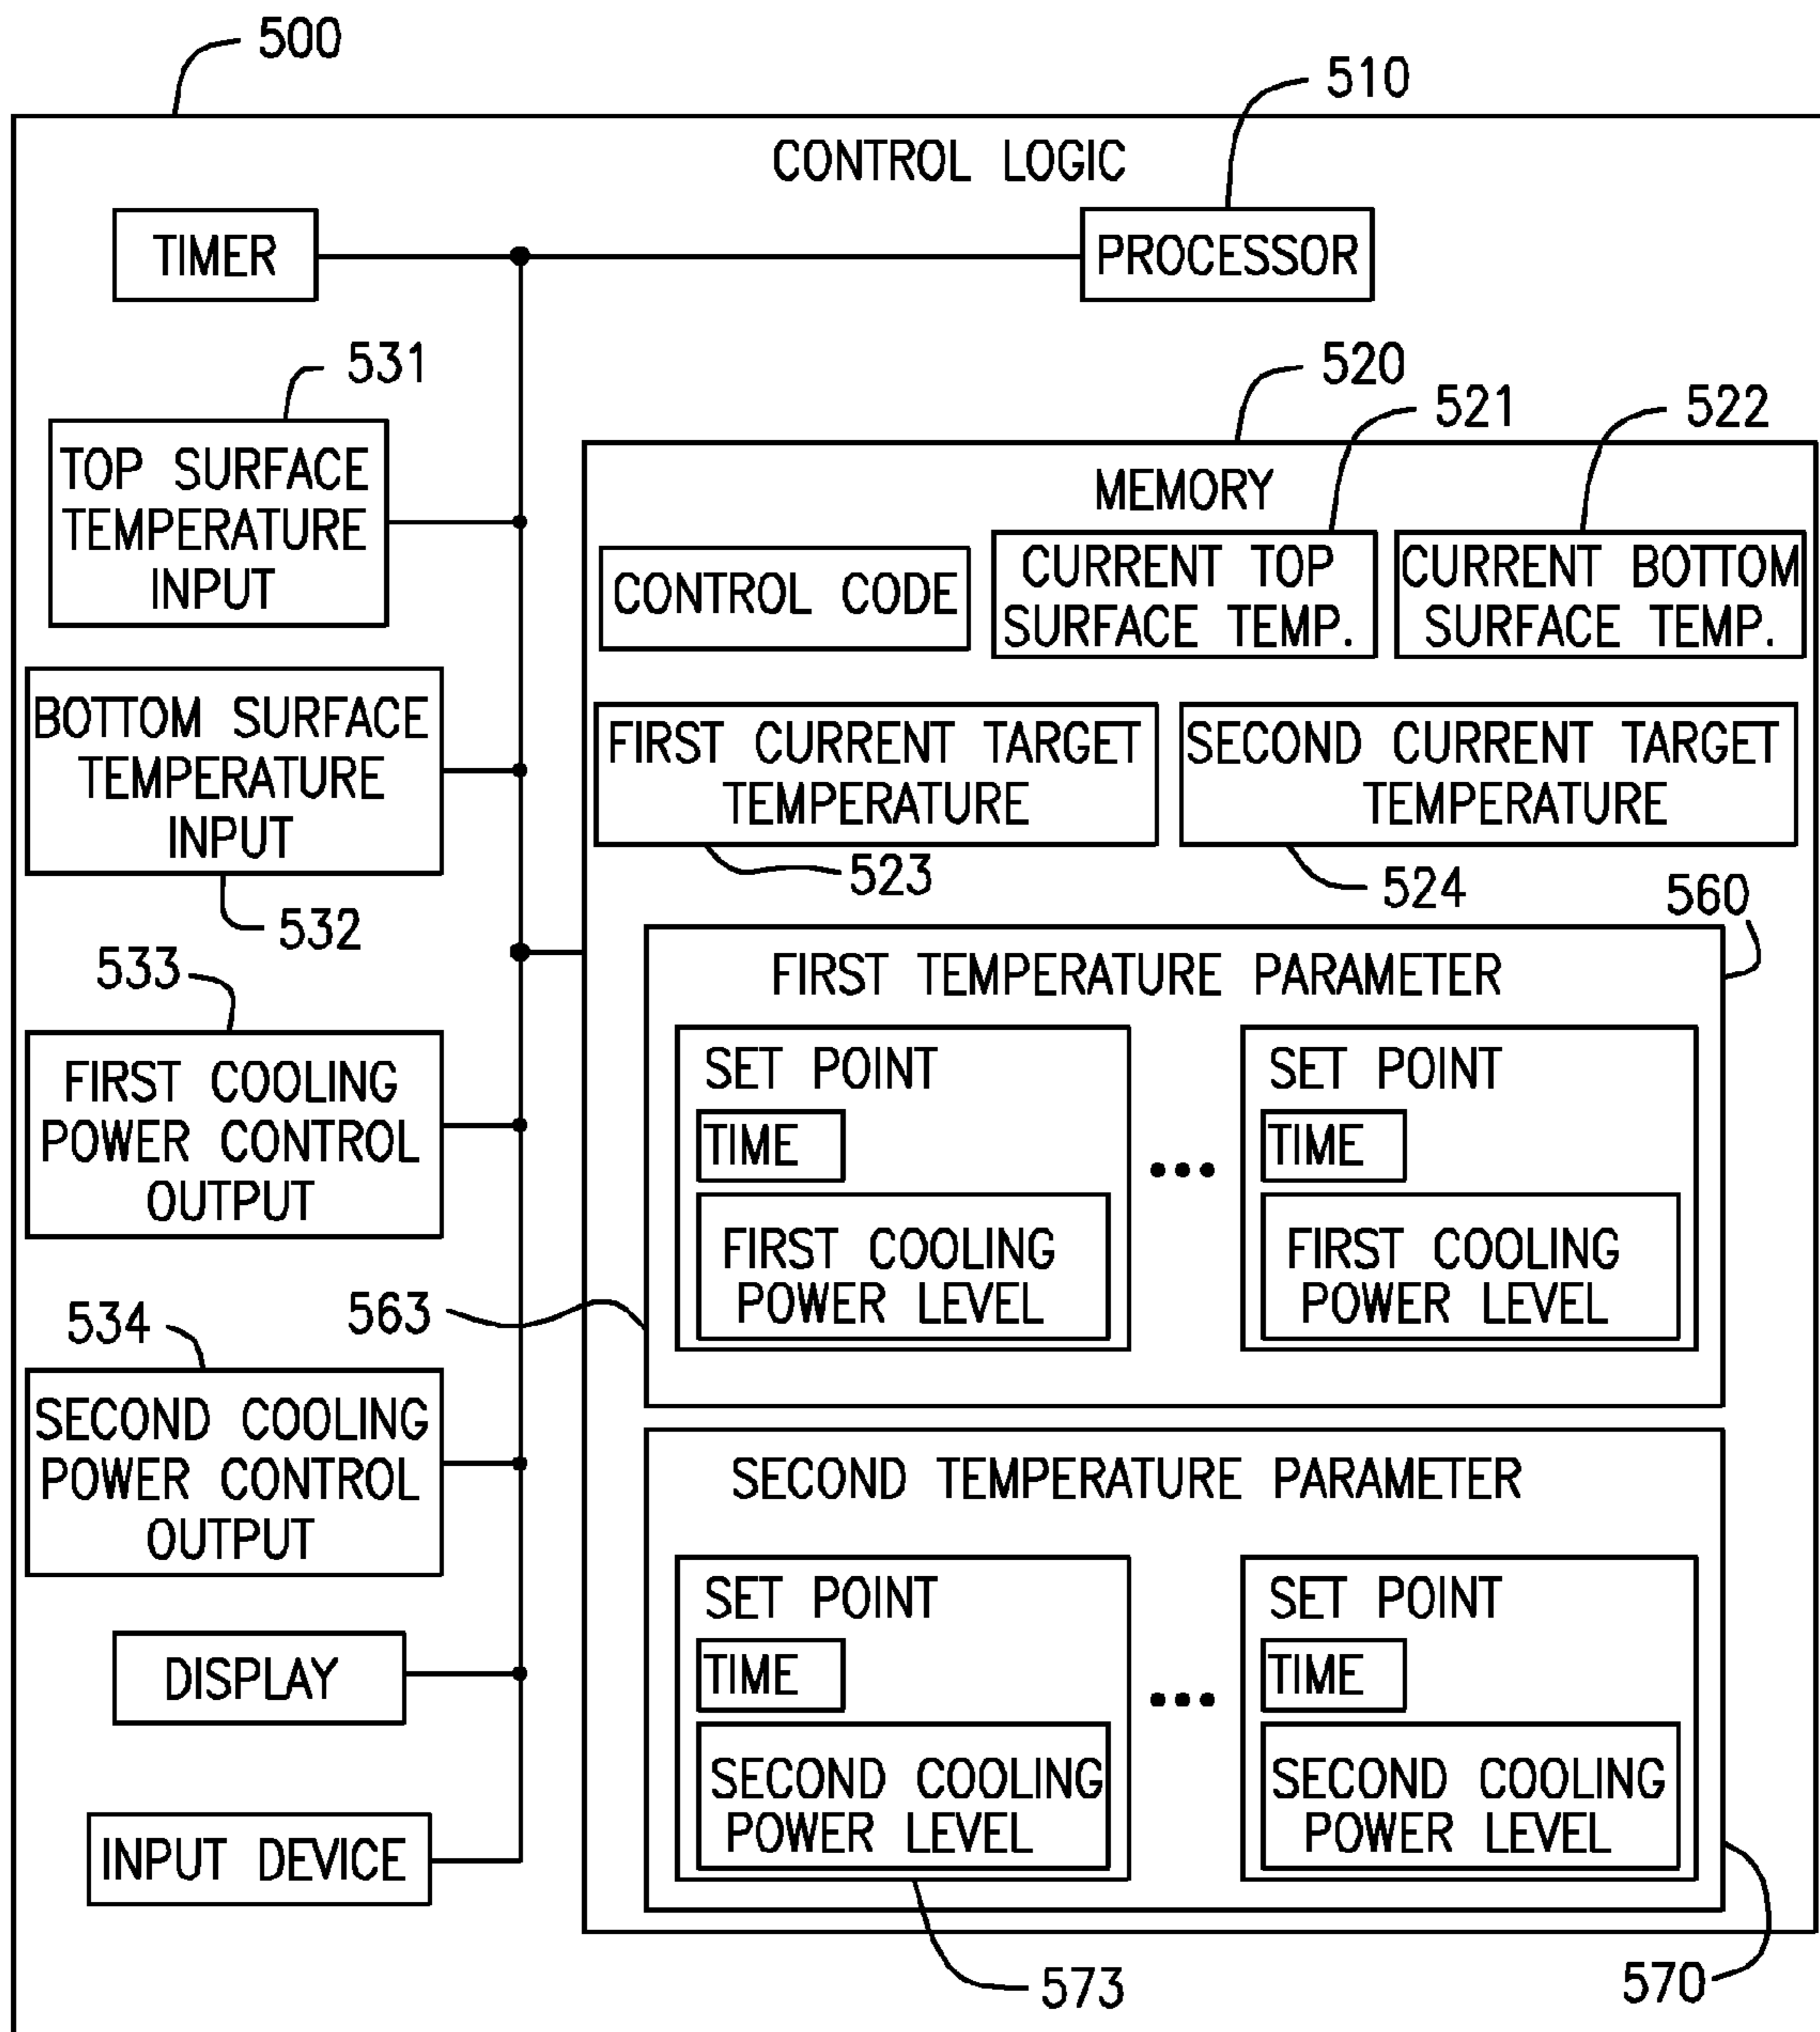 500
510
CONTROL LOGIC
TIMER
PROCESSOR
531
520
521
522
TOP SURFACE
TEMPERATURE
INPUT
MEMORY
CONTROL CODE
CURRENT TOP
SURFACE TEMP.
CURRENT BOTTOM
SURFACE TEMP.
BOTTOM SURFACE
TEMPERATURE
INPUT
532
FIRST CURRENT TARGET
TEMPERATURE
523
SECOND CURRENT TARGET
TEMPERATURE
524
560
533
FIRST COOLING
POWER CONTROL
OUTPUT
FIRST TEMPERATURE PARAMETER
SET POINT
TIME
FIRST COOLING
POWER LEVEL
...
SET POINT
TIME
FIRST COOLING
POWER LEVEL
563
534
SECOND COOLING
POWER CONTROL
OUTPUT
SECOND TEMPERATURE PARAMETER
SET POINT
TIME
SECOND COOLING
POWER LEVEL
...
SET POINT
TIME
SECOND COOLING
POWER LEVEL
DISPLAY
INPUT DEVICE
573
570